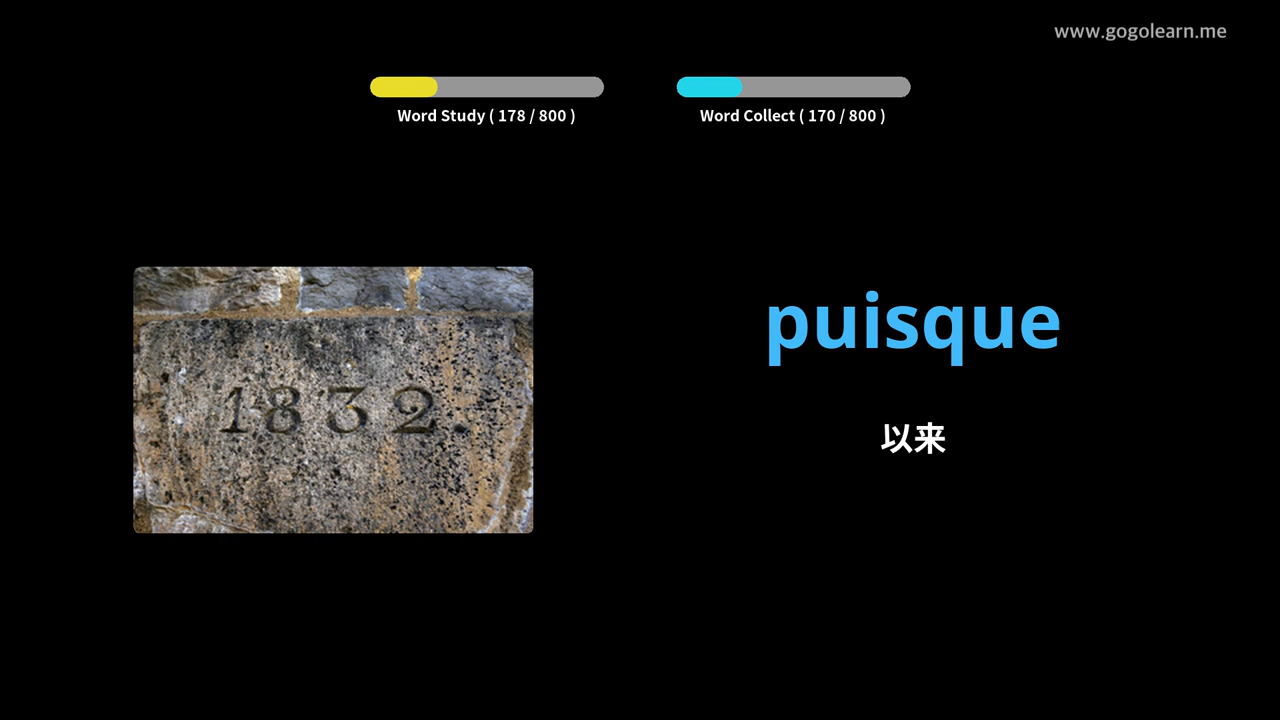 www.gogolearn.me
Word Study ( 178 / 800 )
Word Collect ( 170 / 800 )
puisque
1832.
以来